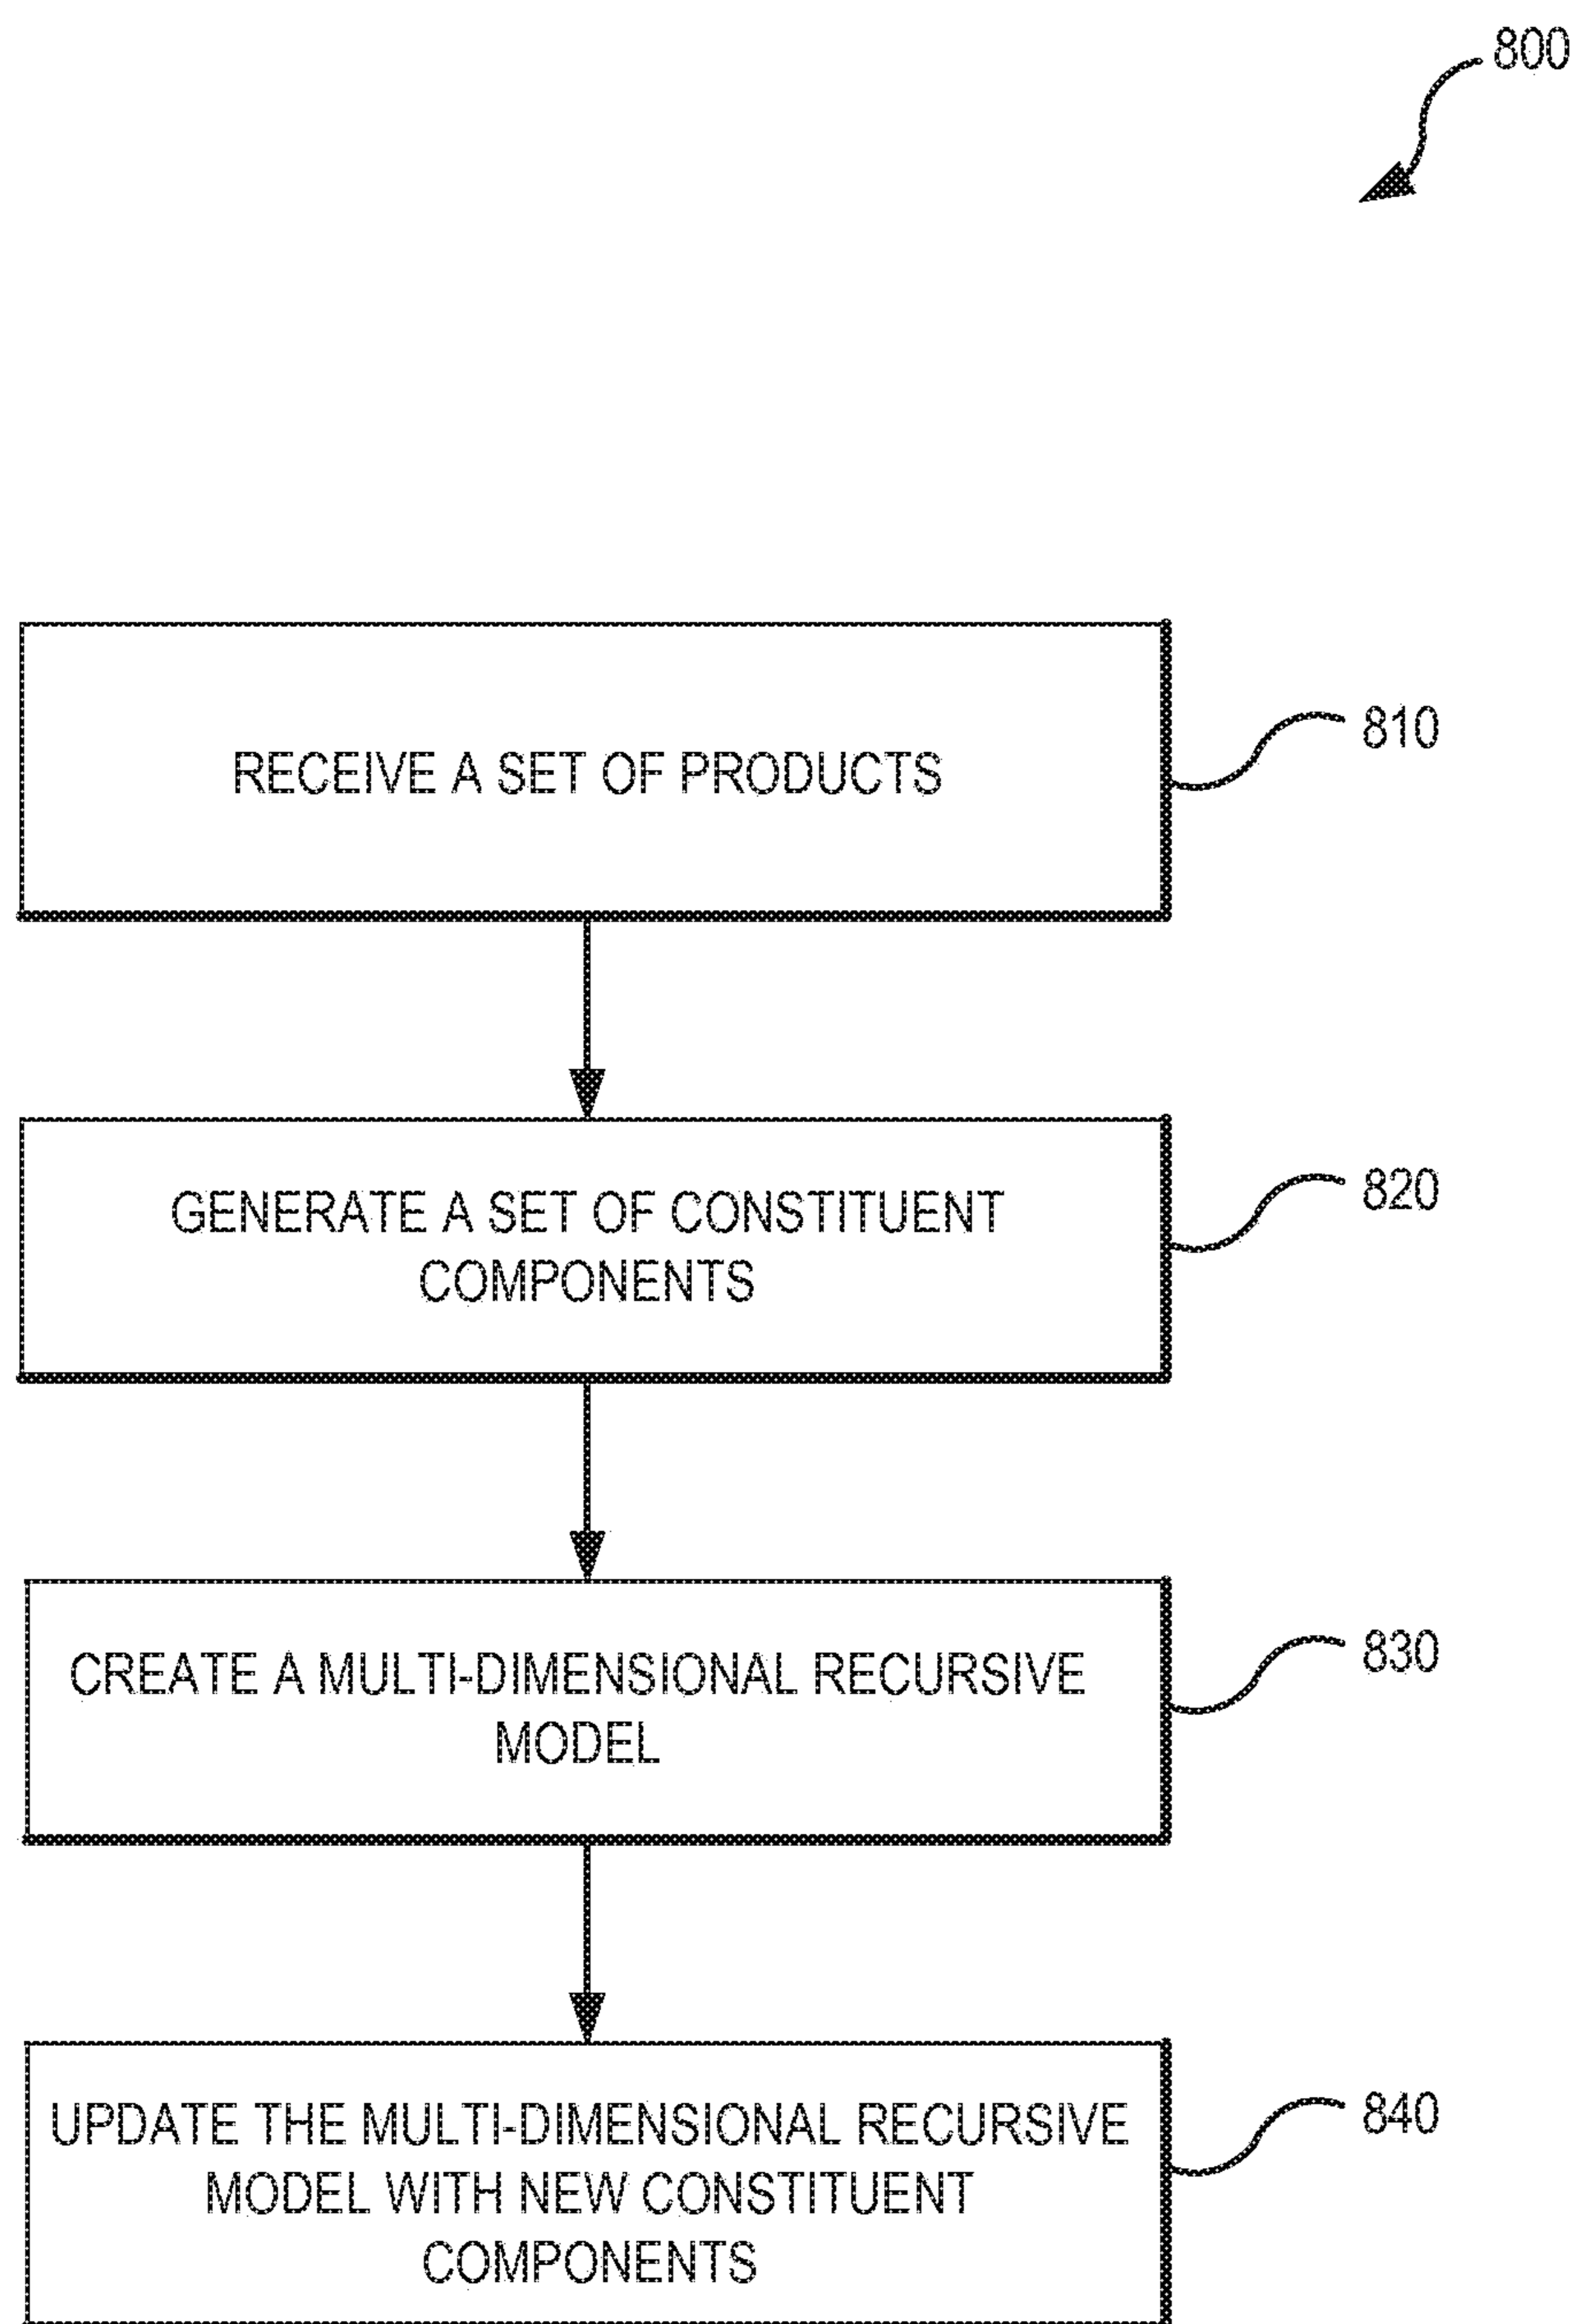 800
RECEIVE A SET OF PRODUCTS
810
GENERATE A SET OF CONSTITUENT
COMPONENTS
820
CREATE A MULTI-DIMENSIONAL RECURSIVE
MODEL
830
UPDATE THE MULTI-DIMENSIONAL RECURSIVE
MODEL WITH NEW CONSTITUENT
COMPONENTS
840